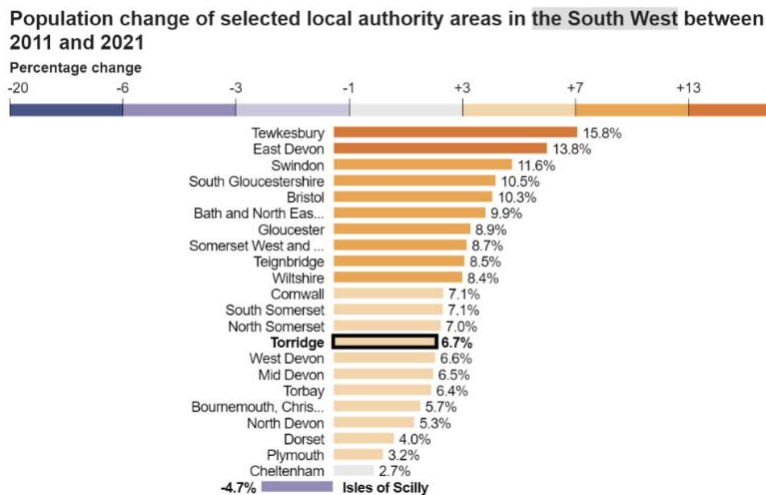 Population change of selected local authority areas in the South West between
2011 and 2021
Percentage change
-20 -6 -3 -1 +3 +7 +13
Tewkesbury 15.8%
East Devon 13.8%
Swindon 11.6%
South Gloucestershire 10.5%
Bristol 10.3%
Bath and North Eas... 9.9%
Gloucester 8.9%
Somerset West and ... 8.7%
Teignbridge 8.5%
Wiltshire 8.4%
Cornwall 7.1%
South Somerset 7.1%
North Somerset 7.0%
Torridge 6.7%
West Devon 6.6%
Mid Devon 6.5%
Torbay 6.4%
Bournemouth, Chris... 5.7%
North Devon 5.3%
Dorset 4.0%
Plymouth 3.2%
Cheltenham 2.7%
-4.7% Isles of Scilly